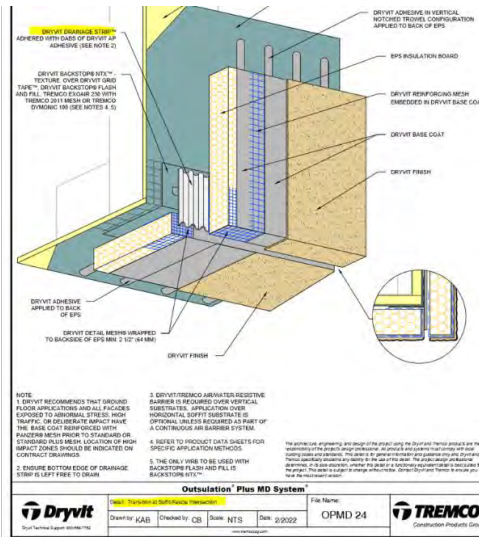 DRYVIT DRAINAGE STRIP™
ADHERED WITH DABS OF DRYVIT AP
ADHESIVE (SEE NOTE 2)
DRYVIT BACKSTOP® NTX™ -
TEXTURE, OVER DRYVIT GRID
TAPE™, DRYVIT BACKSTOP® FLASH
AND FILL, TREMCO EXOAIR 230 WITH
TREMCO 2011 MESH OR TREMCO
DYMONIC 100 (SEE NOTES 4, 5)
DRYVIT ADHESIVE IN VERTICAL
NOTCHED TROWEL CONFIGURATION
APPLIED TO BACK OF EPS
EPS INSULATION BOARD
DRYVIT REINFORCING MESH
EMBEDDED IN DRYVIT BASE COA
DRYVIT BASE COAT
DRYVIT FINISH
DRYVIT ADHESIVE
APPLIED TO BACK
OF EPS
DRYVIT DETAIL MESH® WRAPPED
TO BACKSIDE OF EPS MIN. 2 1/2" (64 MM)
DRYVIT FINISH
NOTE
1. DRYVIT RECOMMENDS THAT GROUND
FLOOR APPLICATIONS AND ALL FACADES
EXPOSED TO ABNORMAL STRESS, HIGH
TRAFFIC, OR DELIBERATE IMPACT HAVE
THE BASE COAT REINFORCED WITH
PANZER® MESH PRIOR TO STANDARD OR
STANDARD PLUS MESH. LOCATION OF HIGH
IMPACT ZONES SHOULD BE INDICATED ON
CONTRACT DRAWINGS.
2. ENSURE BOTTOM EDGE OF DRAINAGE
STRIP IS LEFT FREE TO DRAIN.
3. DRYVIT/TREMCO AIR/WATER-RESISTIVE
BARRIER IS REQUIRED OVER VERTICAL
SUBSTRATES. APPLICATION OVER
HORIZONTAL SOFFIT SUBSTRATE IS
OPTIONAL UNLESS REQUIRED AS PART OF
A CONTINUOUS AIR BARRIER SYSTEM.
4. REFER TO PRODUCT DATA SHEETS FOR
SPECIFIC APPLICATION METHODS.
5. THE ONLY WRB TO BE USED WITH
BACKSTOP® FLASH AND FILL IS
BACKSTOP® NTX™.
Outsulation® Plus MD System®
Dryvit
Detail: Transition at Soffit/Fascia Intersection
Drawn by: KAB
Checked by: CB
Scale: NTS
Date: 2/2022
File Name:
OPMD 24
TREMCO
Construction Products Gro